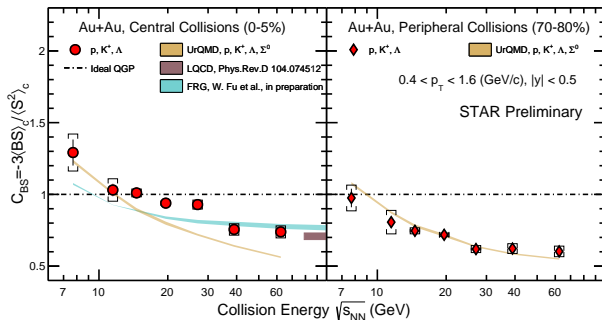 Au+Au, Central Collisions (0-5%)
p, K⁺, Λ
UrQMD, p, K⁺, Λ, Σ⁰
Ideal QGP
LQCD, Phys.Rev.D 104.074512
FRG, W. Fu et al., in preparation
Au+Au, Peripheral Collisions (70-80%)
p, K⁺, Λ
UrQMD, p, K⁺, Λ, Σ⁰
0.4 < p_T < 1.6 (GeV/c), |y| < 0.5
STAR Preliminary
C_BS=-3⟨BS⟩_c/⟨S²⟩_c
2
1.5
1
0.5
7 10 20 30 40 60
7 10 20 30 40 60
Collision Energy √s_NN (GeV)